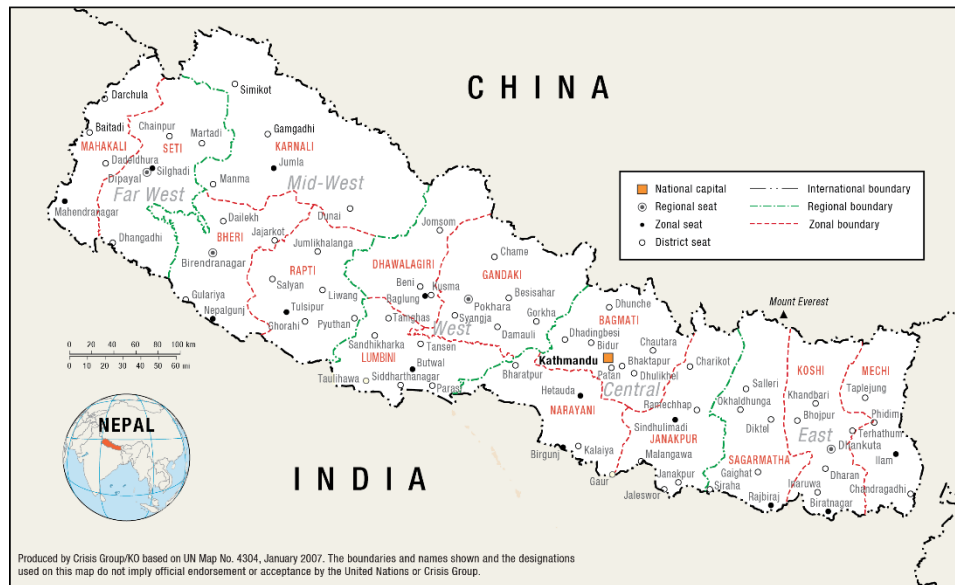 CHINA
Darchula
Simikot
Baitadi
Chainpur
Martadi
Gamgadhi
MAHAKALI
SETI
KARNALI
Dadeldhura
Silghadi
Jumla
Dipayal
Far West
Manma
Mid-West
Mahendranagar
Dunai
Dailekh
Jomsom
Dhangadhi
BHERI
Jajarkot
Jumlikhalanga
Chame
Birendranagar
RAPTI
DHAWALAGIRI
GANDAKI
Salyan
Beni
Kusma
Besisahar
Gulariya
Liwang
Baglung
Pokhara
Dhunche
Nepalgunj
Tulsipur
Tamghas
Syangja
Gorkha
BAGMATI
Ghorahi
Pyuthan
West
Damauli
Dhadingbesi
Chautara
Sandhikharka
Tansen
Bidur
LUMBINI
Butwal
Kathmandu
Bhaktapur
Charikot
Taulihawa
Siddharthanagar
Parasi
Bharatpur
Patan
Dhulikhel
Central
Hetauda
NARAYANI
Ramechhap
Sindhulimadi
JANAKPUR
Birgunj
Kalaiya
Malangawa
Gaur
Janakpur
Jaleswor
Siraha
Mount Everest
Salleri
KOSHI
MECHI
Khandbari
Taplejung
Okhaldhunga
Bhojpur
Phidim
Diktel
East
Terhathum
Dhankuta
SAGARMATHA
Ilam
Gaighat
Dharan
Inaruwa
Chandragadhi
Rajbiraj
Biratnagar
National capital
Regional seat
Zonal seat
District seat
International boundary
Regional boundary
Zonal boundary
0 20 40 60 80 100 km
0 20 40 60 mi
NEPAL
INDIA
Produced by Crisis Group/KO based on UN Map No. 4304, January 2007. The boundaries and names shown and the designations
used on this map do not imply official endorsement or acceptance by the United Nations or Crisis Group.